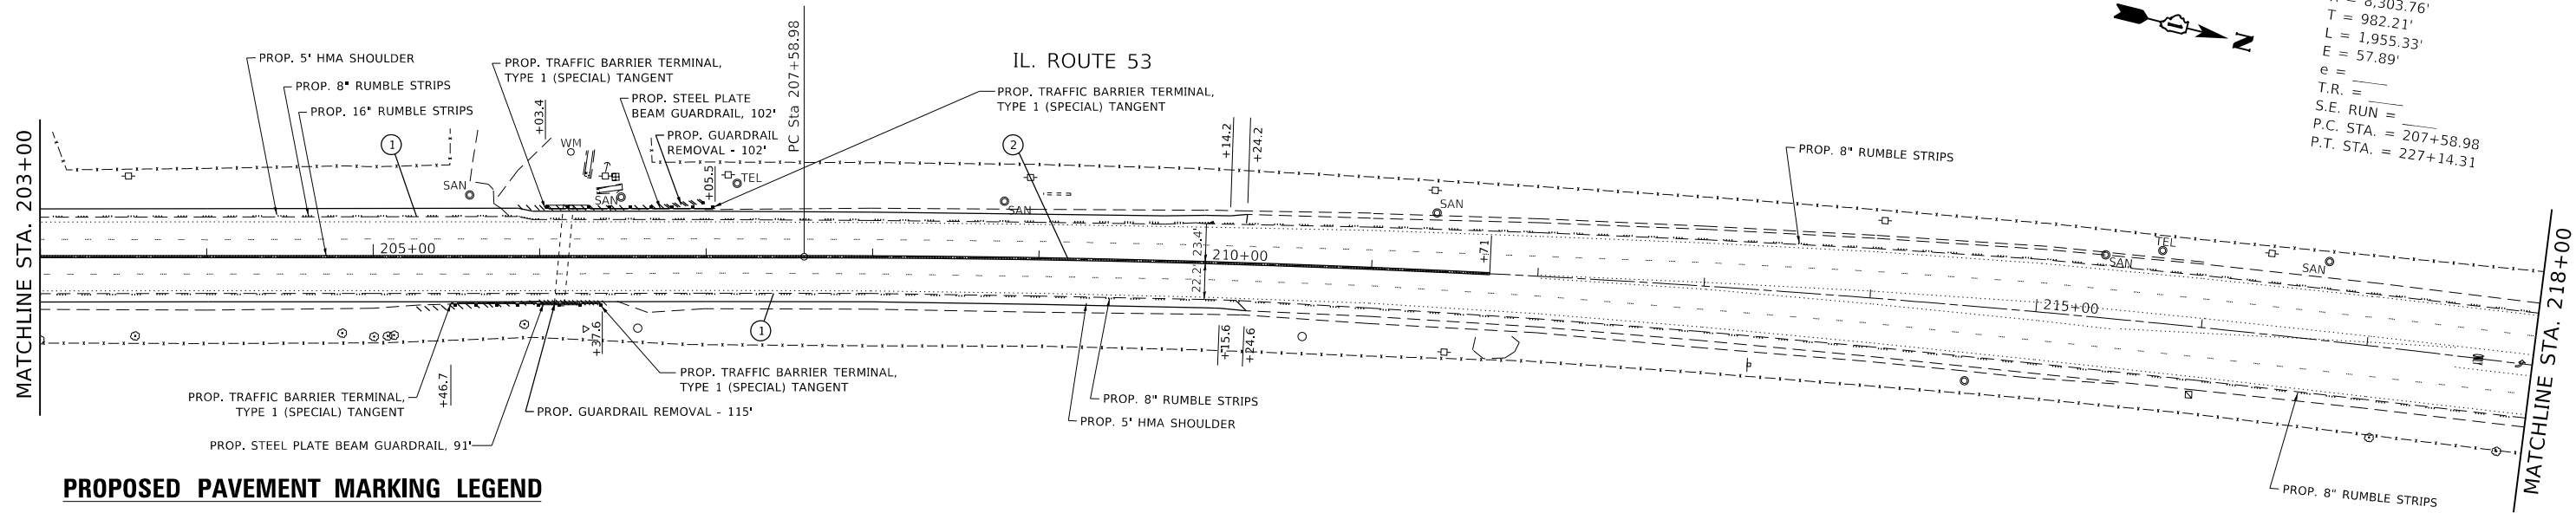 PROP. 5' HMA SHOULDER
PROP. 8" RUMBLE STRIPS
PROP. 16" RUMBLE STRIPS
PROP. TRAFFIC BARRIER TERMINAL,
TYPE 1 (SPECIAL) TANGENT
PROP. STEEL PLATE
BEAM GUARDRAIL, 102'
PROP. GUARDRAIL
REMOVAL - 102'
PC Sta 207+58.98
IL. ROUTE 53
PROP. TRAFFIC BARRIER TERMINAL,
TYPE 1 (SPECIAL) TANGENT
N
= 8,303.76'
T = 982.21'
L = 1,955.33'
E = 57.89'
e = ____
T.R. = ____
S.E. RUN = ____
P.C. STA. = 207+58.98
P.T. STA. = 227+14.31
MATCHLINE STA. 203+00
1
+03.4
WM
SAN
SAN
+05.5
TEL
2
SAN
+14.2
+24.2
SAN
PROP. 8" RUMBLE STRIPS
TEL
SAN
SAN
205+00
210+00
23.4'
22.2'
+71
215+00
MATCHLINE STA. 218+00
1
+37.6
+46.7
+15.6
+24.6
P
PROP. TRAFFIC BARRIER TERMINAL,
TYPE 1 (SPECIAL) TANGENT
PROP. TRAFFIC BARRIER TERMINAL,
TYPE 1 (SPECIAL) TANGENT
PROP. GUARDRAIL REMOVAL - 115'
PROP. STEEL PLATE BEAM GUARDRAIL, 91'
PROP. 8" RUMBLE STRIPS
PROP. 5' HMA SHOULDER
PROP. 8" RUMBLE STRIPS
PROPOSED PAVEMENT MARKING LEGEND